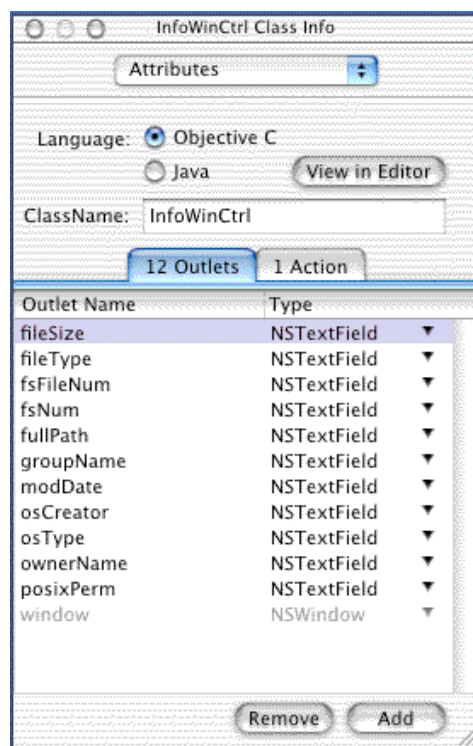 InfoWinCtrl Class Info
Attributes
Language: Objective C
Java View in Editor
ClassName: InfoWinCtrl
12 Outlets 1 Action
Outlet Name Type
fileSize NSTextField
fileType NSTextField
fsFileNum NSTextField
fsNum NSTextField
fullPath NSTextField
groupName NSTextField
modDate NSTextField
osCreator NSTextField
osType NSTextField
ownerName NSTextField
posixPerm NSTextField
window NSWindow
Remove Add